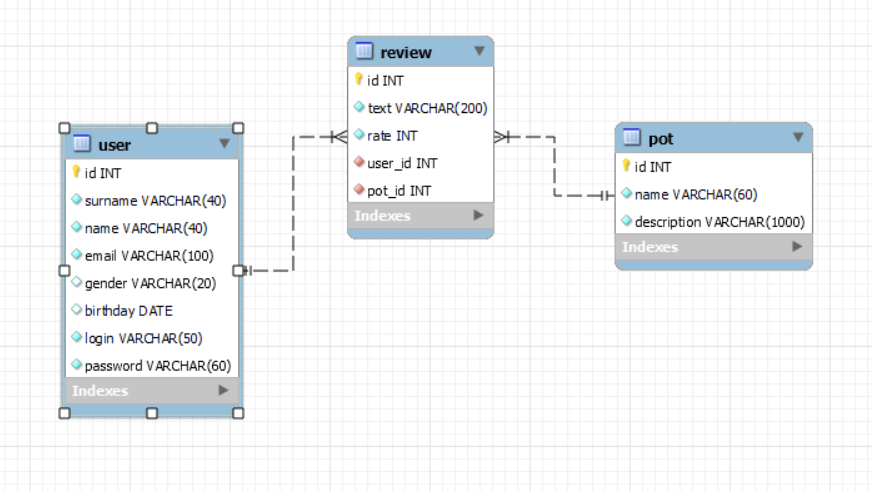 user
id INT
surname VARCHAR(40)
name VARCHAR(40)
email VARCHAR(100)
gender VARCHAR(20)
birthday DATE
login VARCHAR(50)
password VARCHAR(60)
Indexes
review
id INT
text VARCHAR(200)
rate INT
user_id INT
pot_id INT
Indexes
pot
id INT
name VARCHAR(60)
description VARCHAR(1000)
Indexes